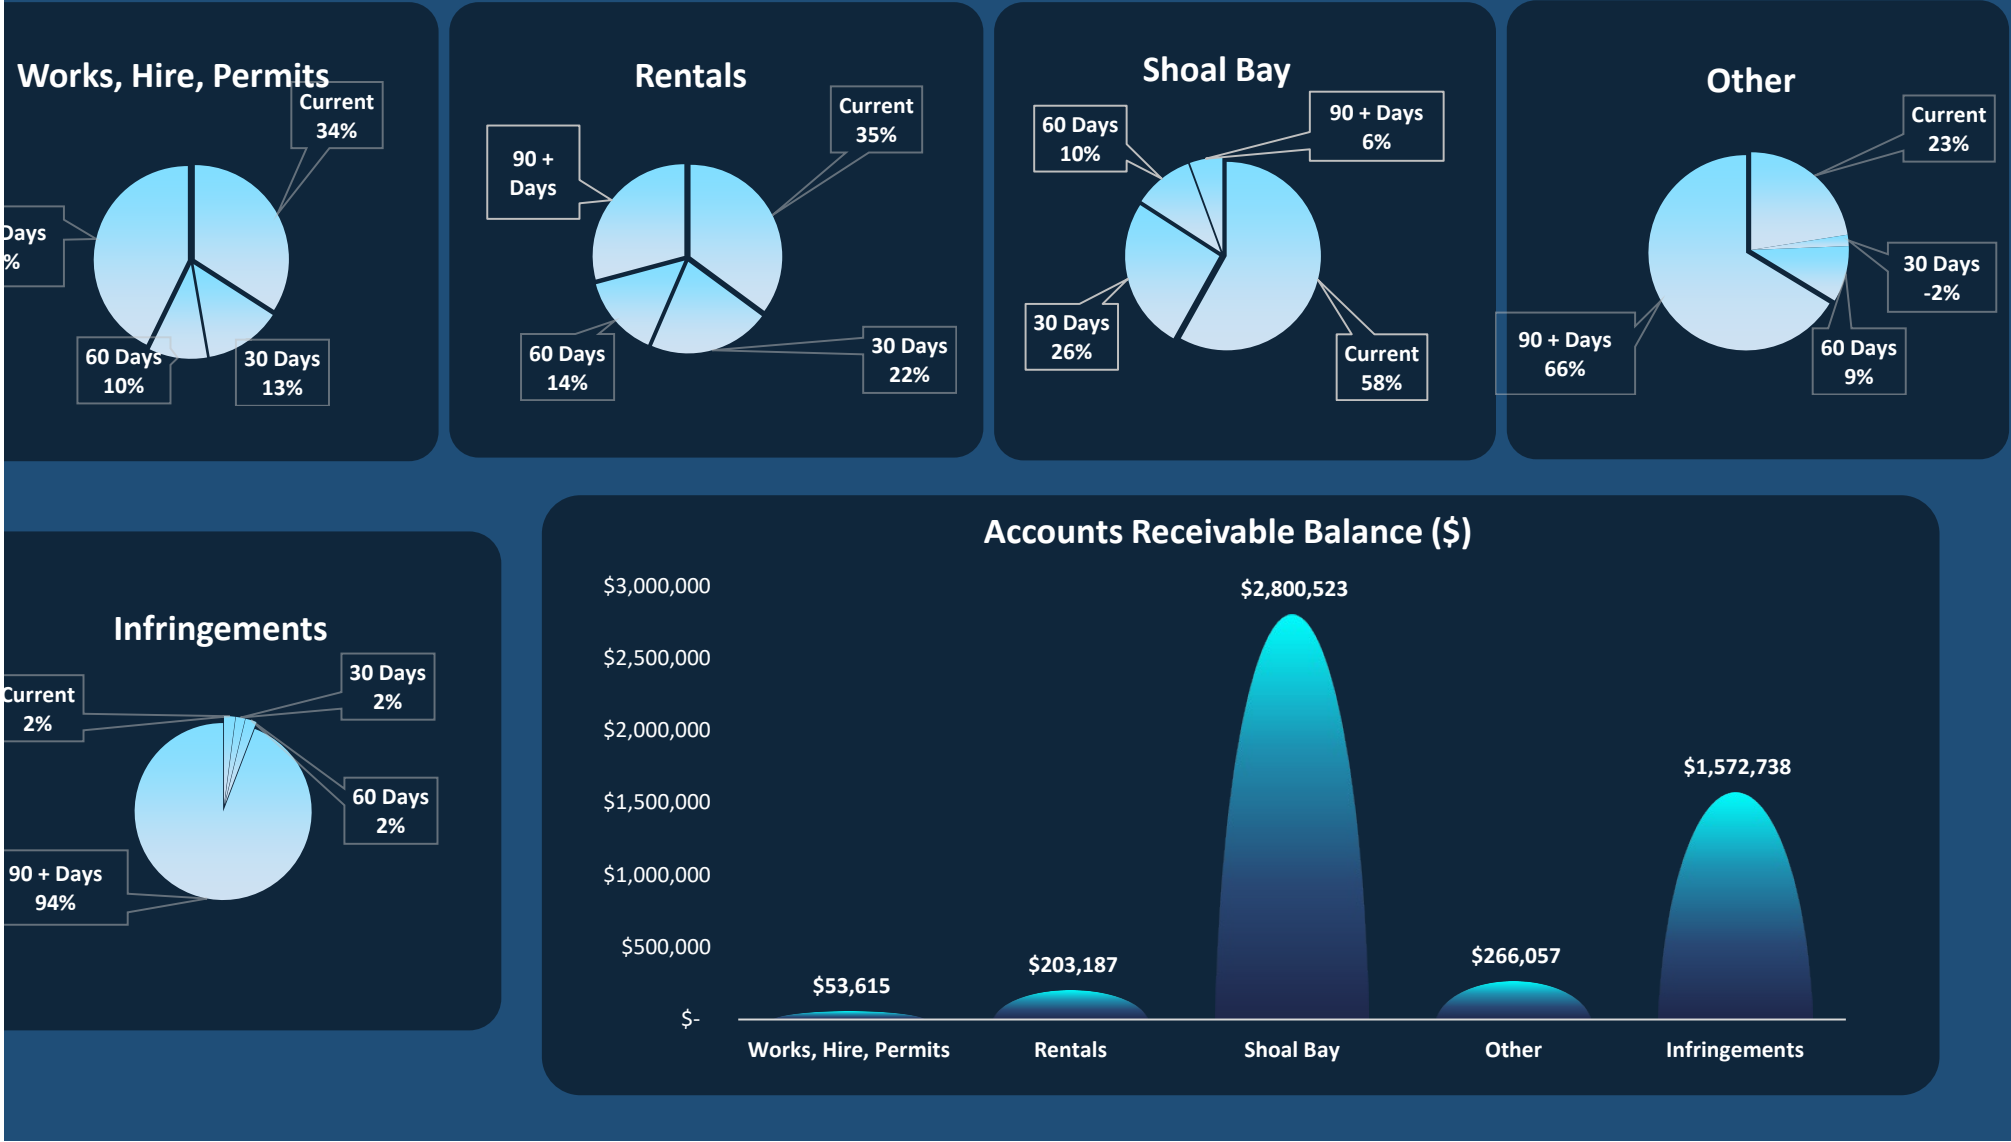 Works, Hire, Permits
Current
34%
Days
%
60 Days
10%
30 Days
13%
Rentals
90 +
Days
Current
35%
60 Days
14%
30 Days
22%
Shoal Bay
60 Days
10%
90 + Days
6%
30 Days
26%
Current
58%
Other
Current
23%
30 Days
-2%
90 + Days
66%
60 Days
9%
Infringements
Current
2%
30 Days
2%
60 Days
2%
90 + Days
94%
Accounts Receivable Balance ($)
$3,000,000
$2,500,000
$2,000,000
$1,500,000
$1,000,000
$500,000
$-
$53,615
$203,187
$2,800,523
$266,057
$1,572,738
Works, Hire, Permits
Rentals
Shoal Bay
Other
Infringements